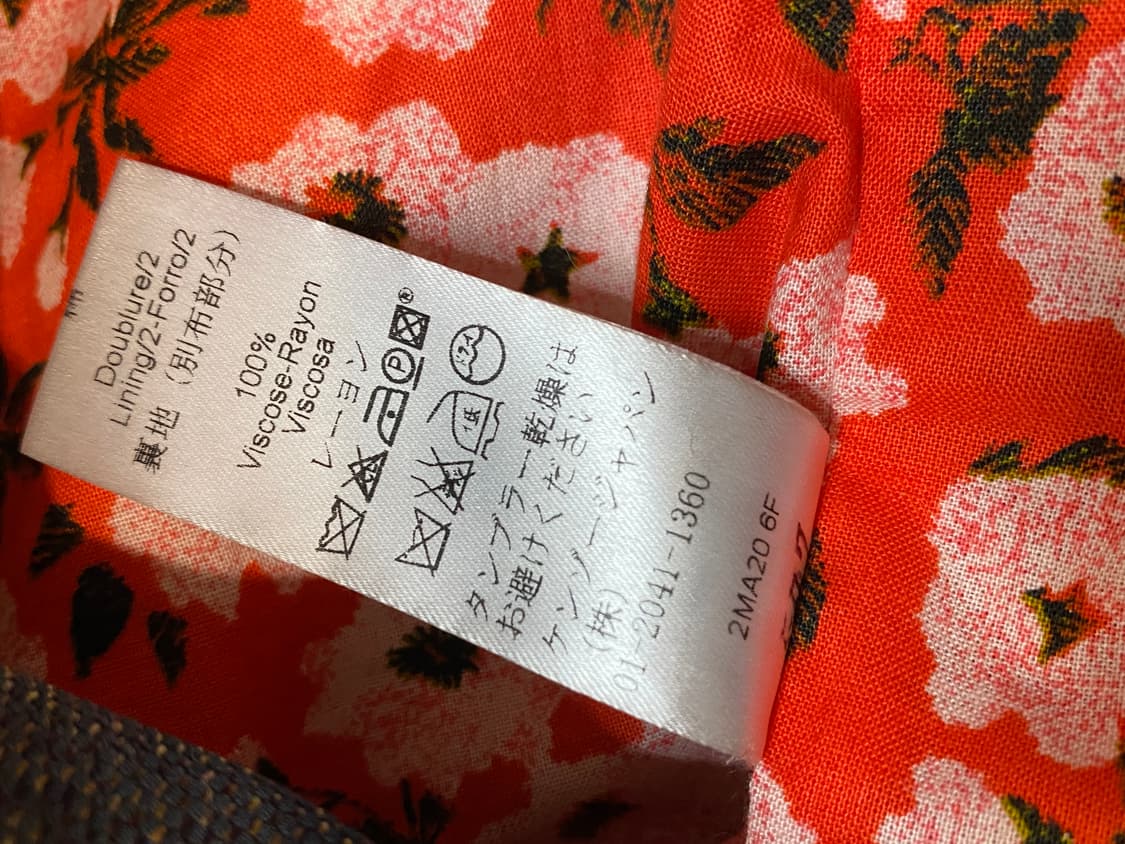 Doublure/2
Lining/2-Forro/2
裏地 (別布部分)
100%
Viscose-Rayon
Viscosa
レーヨン
P
®
タンブラー乾燥は
お避けください
ケンゾージャパン
(株)
01-2041-1360
2MA20 6F